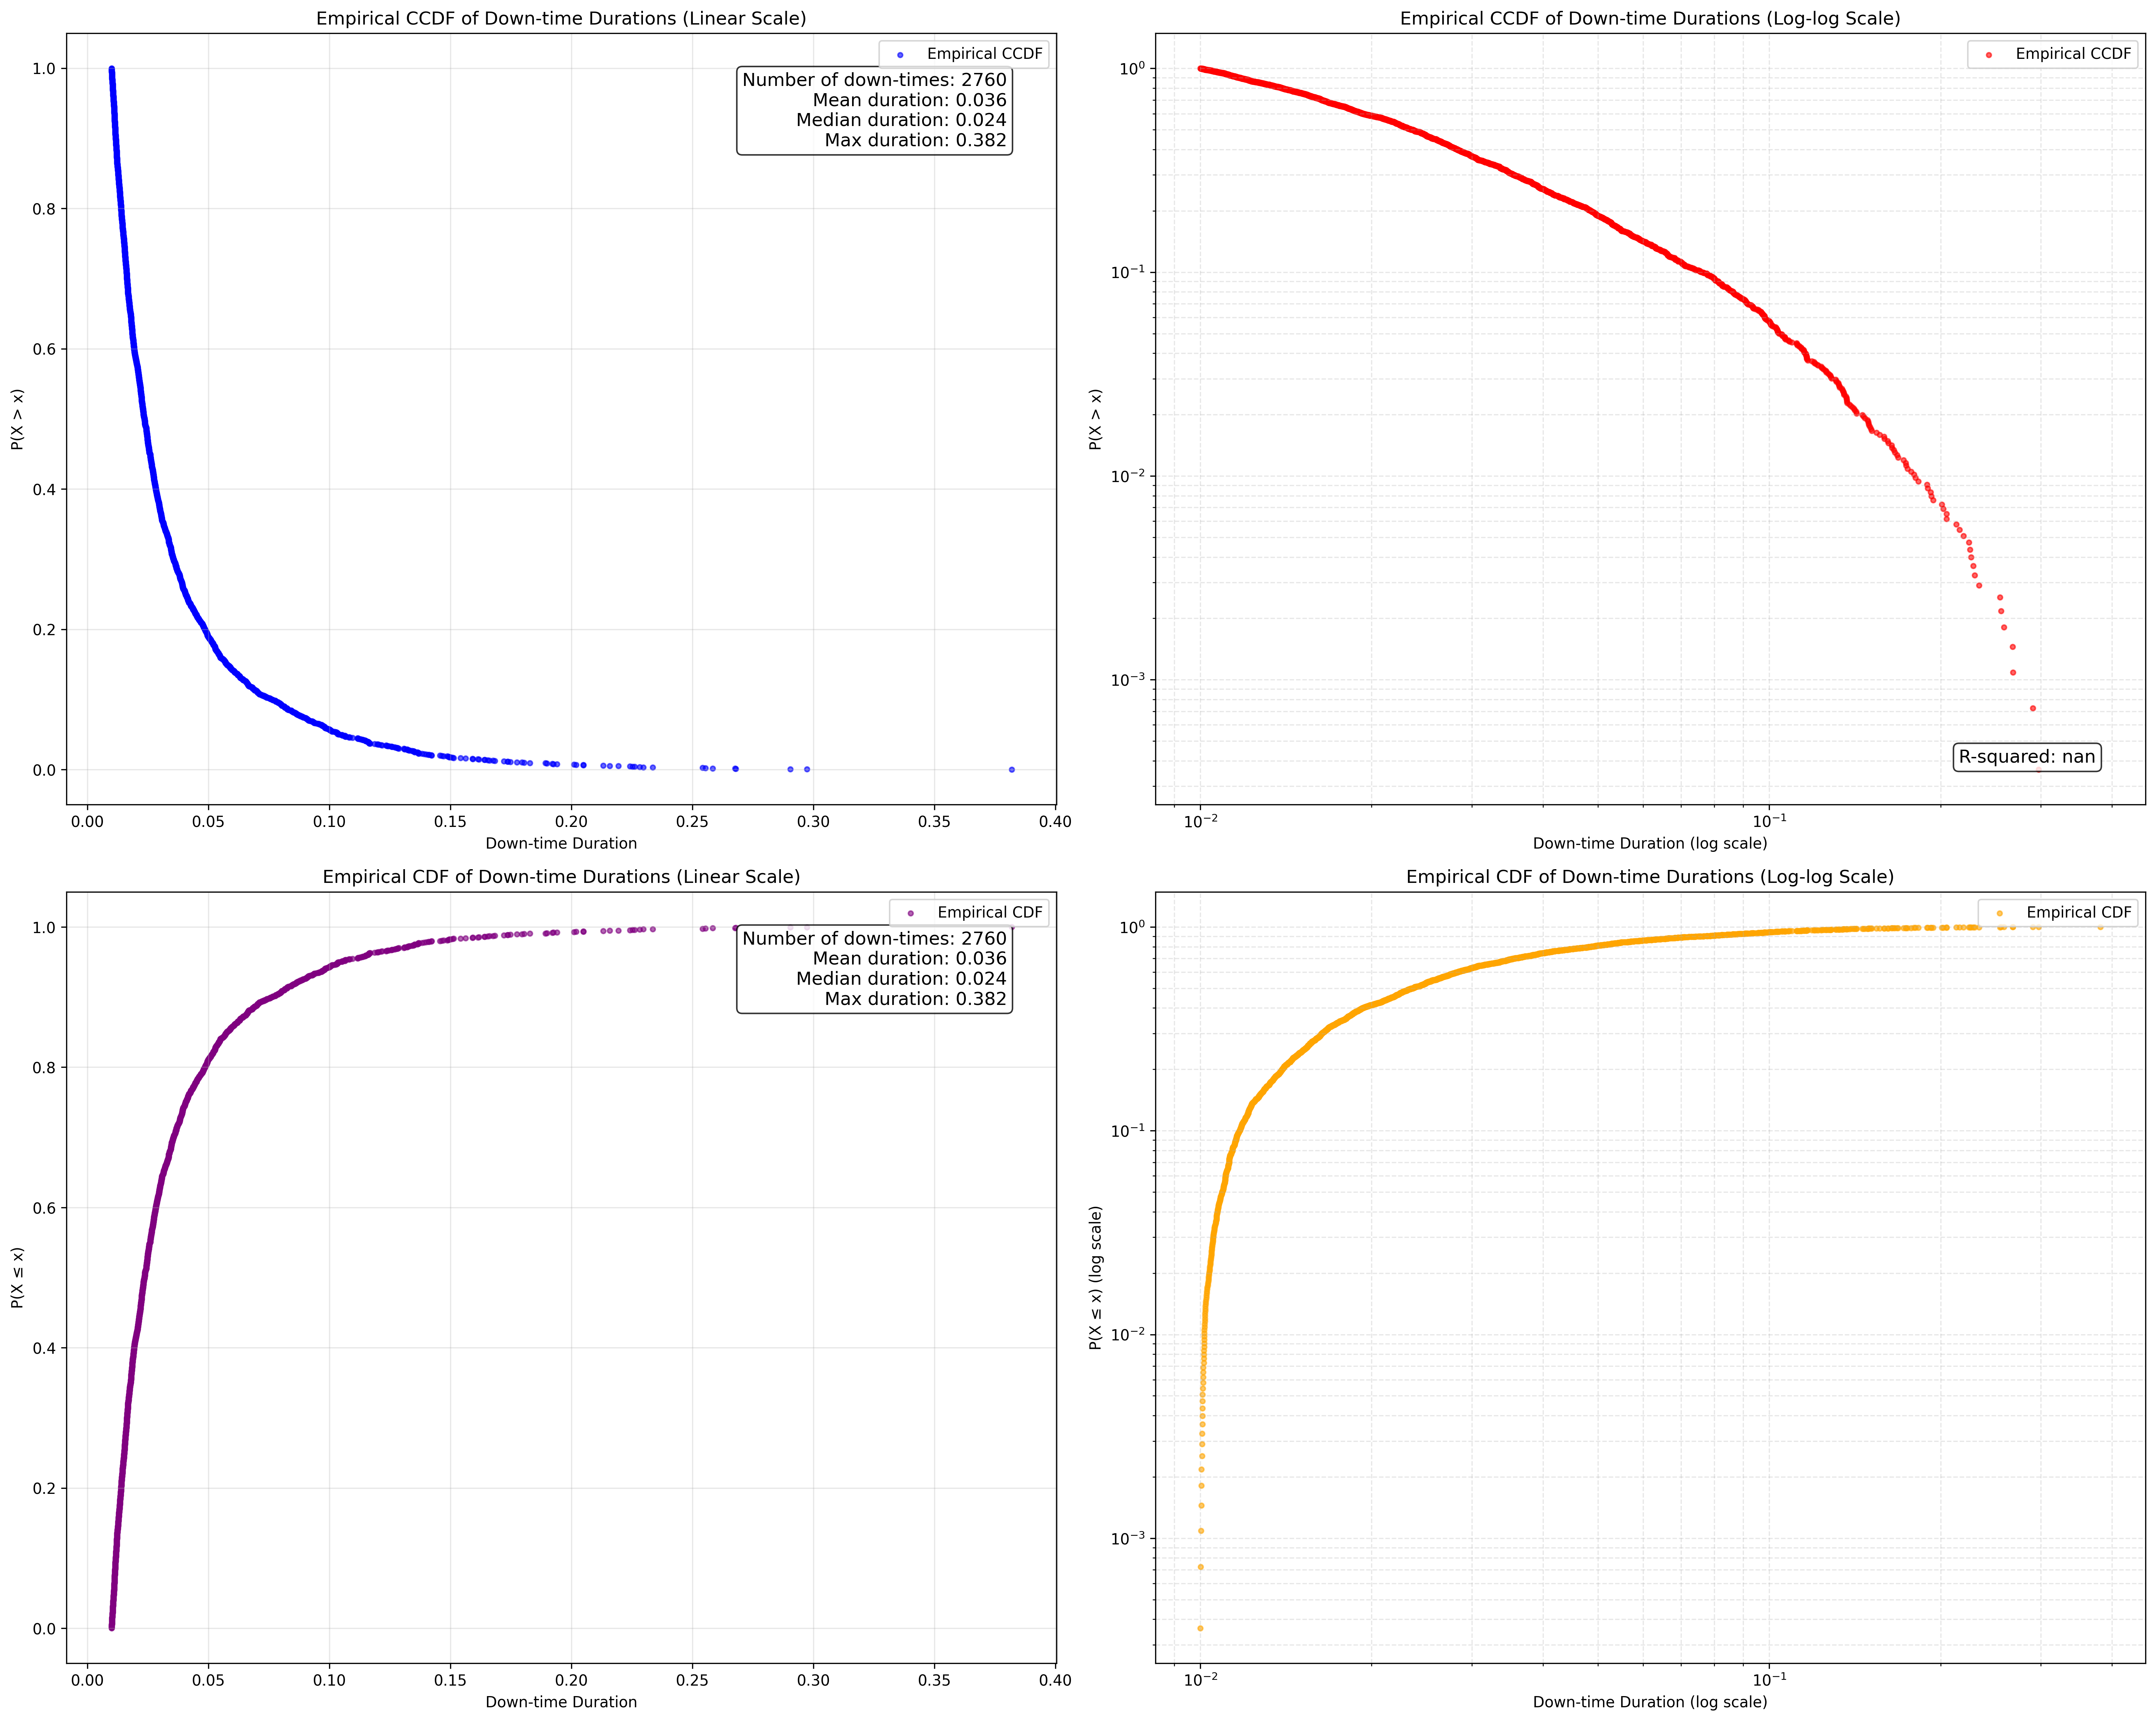 Empirical CCDF of Down-time Durations (Linear Scale)
Empirical CCDF
Number of down-times: 2760
Mean duration: 0.036
Median duration: 0.024
Max duration: 0.382
P(X > x)
1.0
0.8
0.6
0.4
0.2
0.0
0.00 0.05 0.10 0.15 0.20 0.25 0.30 0.35 0.40
Down-time Duration
Empirical CCDF of Down-time Durations (Log-log Scale)
Empirical CCDF
P(X > x)
10⁰
10⁻¹
10⁻²
10⁻³
R-squared: nan
10⁻² 10⁻¹
Down-time Duration (log scale)
Empirical CDF of Down-time Durations (Linear Scale)
Empirical CDF
Number of down-times: 2760
Mean duration: 0.036
Median duration: 0.024
Max duration: 0.382
P(X ≤ x)
1.0
0.8
0.6
0.4
0.2
0.0
0.00 0.05 0.10 0.15 0.20 0.25 0.30 0.35 0.40
Down-time Duration
Empirical CDF of Down-time Durations (Log-log Scale)
Empirical CDF
P(X ≤ x) (log scale)
10⁰
10⁻¹
10⁻²
10⁻³
10⁻² 10⁻¹
Down-time Duration (log scale)